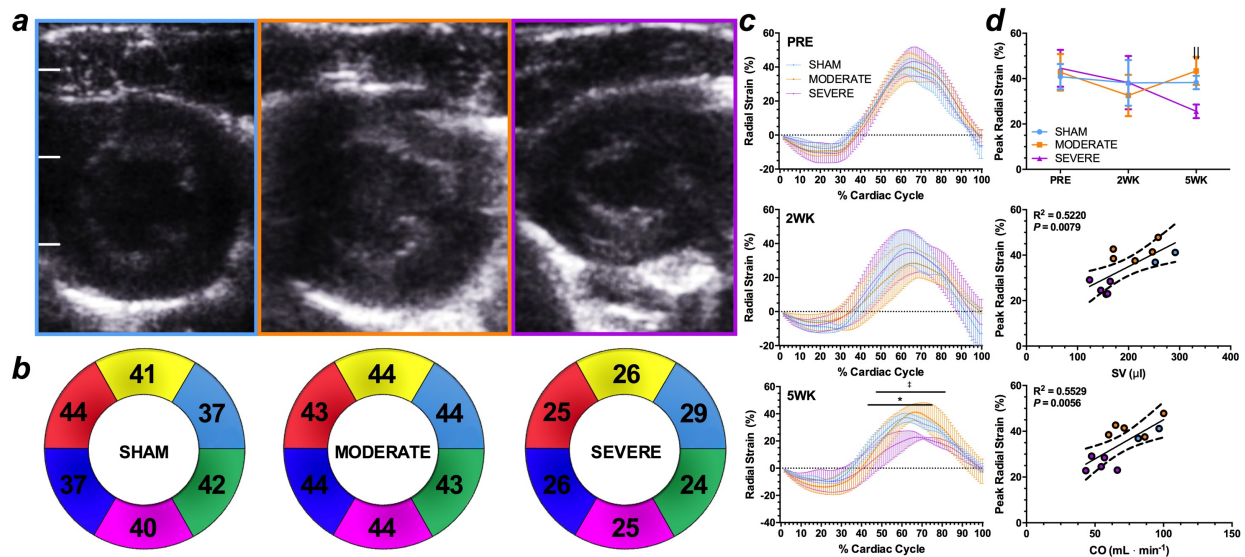 a
b
41
44
37
SHAM
37
42
40
44
43
44
MODERATE
44
43
44
26
25
29
SEVERE
26
24
25
c
PRE
SHAM
MODERATE
SEVERE
Radial Strain (%)
60
40
20
0
-20
0 10 20 30 40 50 60 70 80 90 100
% Cardiac Cycle
2WK
Radial Strain (%)
60
40
20
0
-20
0 10 20 30 40 50 60 70 80 90 100
% Cardiac Cycle
5WK
‡
*
Radial Strain (%)
60
40
20
0
-20
-40
0 10 20 30 40 50 60 70 80 90 100
% Cardiac Cycle
d
Peak Radial Strain (%)
60
40
20
0
⇓
SHAM
MODERATE
SEVERE
PRE 2WK 5WK
R² = 0.5220
P = 0.0079
Peak Radial Strain (%)
60
40
20
0
0 100 200 300 400
SV (μl)
R² = 0.5529
P = 0.0056
Peak Radial Strain (%)
60
40
20
0
0 50 100 150
CO (mL · min⁻¹)